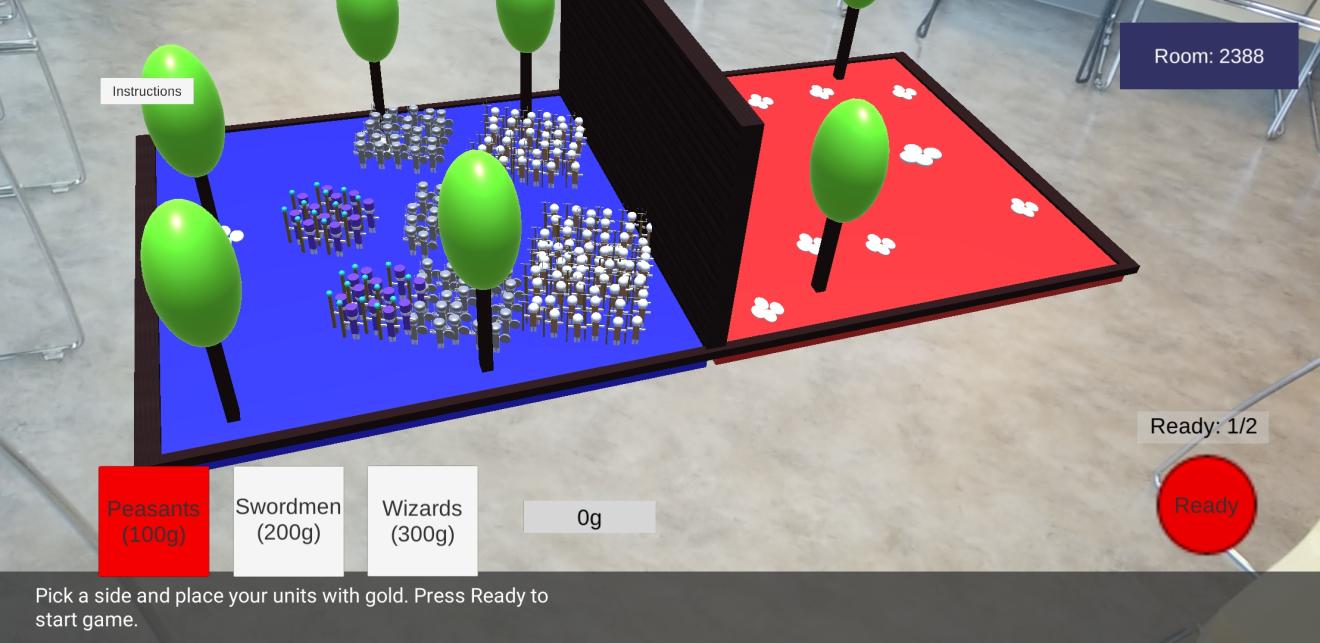 Room: 2388
Instructions
Ready: 1/2
Ready
Peasants
(100g)
Swordmen
(200g)
Wizards
(300g)
0g
Pick a side and place your units with gold. Press Ready to
start game.